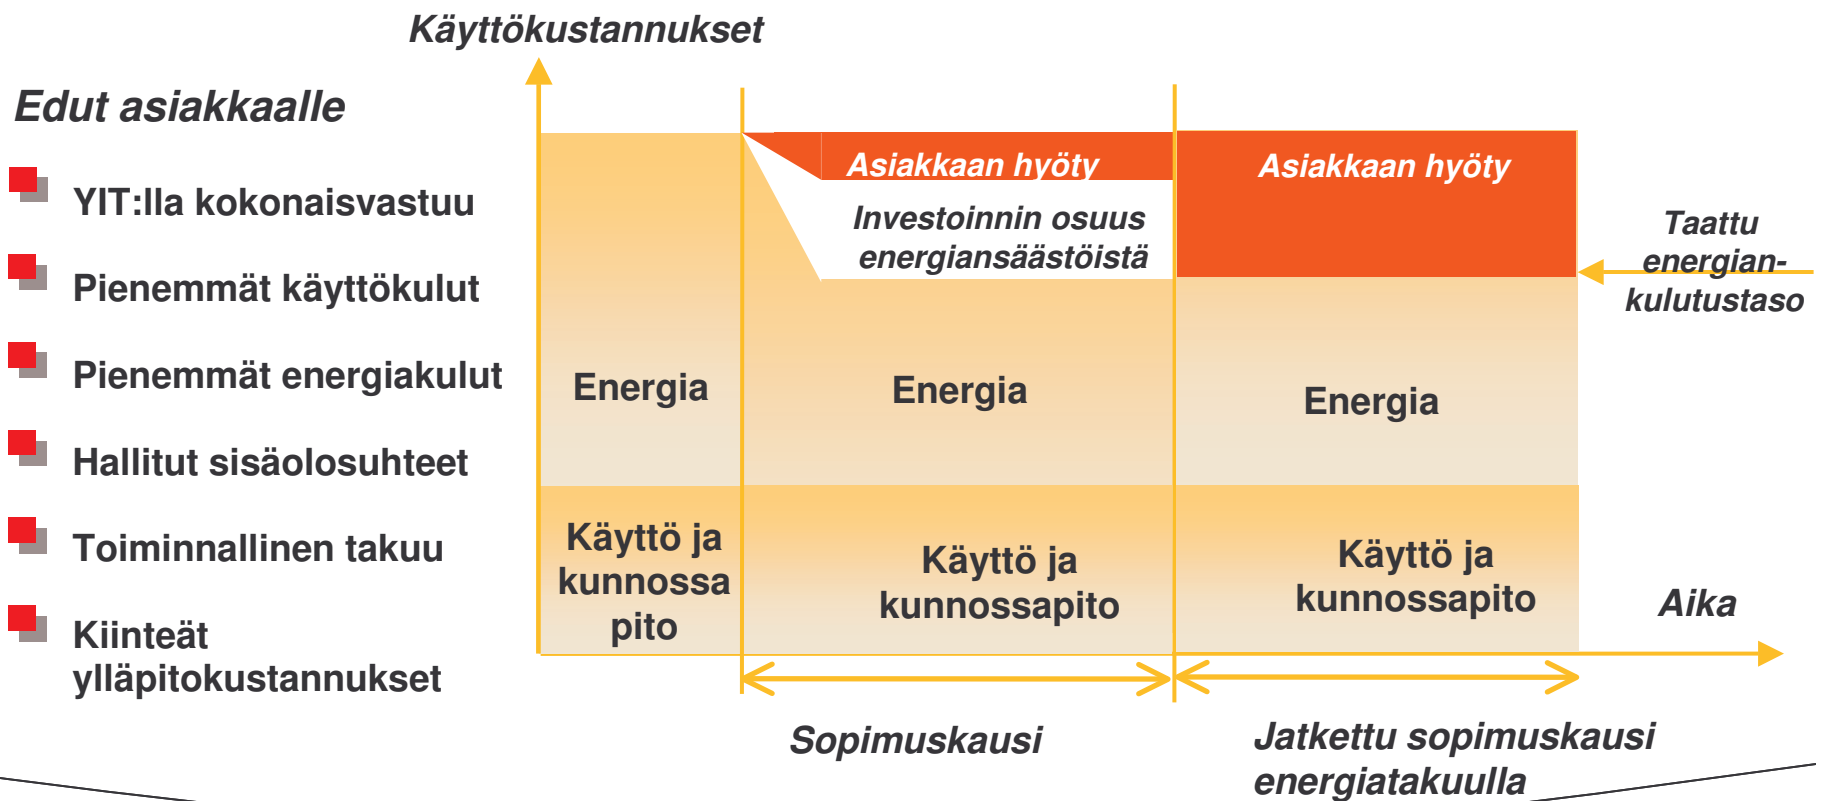 Käyttökustannukset
Edut asiakkaalle
YIT:lla kokonaisvastuu
Pienemmät käyttökulut
Pienemmät energiakulut
Hallitut sisäolosuhteet
Toiminnallinen takuu
Kiinteät
ylläpitokustannukset
Asiakkaan hyöty
Investoinnin osuus
energiansäästöistä
Asiakkaan hyöty
Taattu
energian-
kulutustaso
Energia
Energia
Energia
Käyttö ja
kunnossa
pito
Käyttö ja
kunnossapito
Käyttö ja
kunnossapito
Aika
Sopimuskausi
Jatkettu sopimuskausi
energiatakuulla